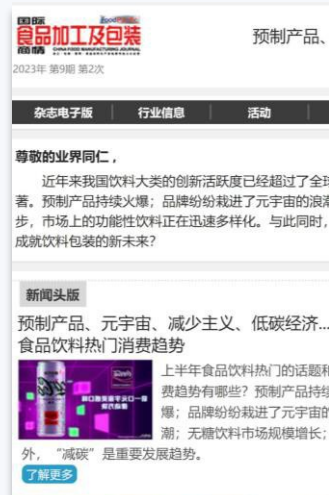 国际
食品加工及包装
商情
CHINA FOOD MANUFACTURING JOURNAL
预制产品、
2023年 第9期 第2次
杂志电子版
行业信息
活动
尊敬的业界同仁，
近年来我国饮料大类的创新活跃度已经超过了全球
著。预制产品持续火爆；品牌纷纷栽进了元宇宙的浪潮
步，市场上的功能性饮料正在迅速多样化。与此同时，
成就饮料包装的新未来？
新闻头版
预制产品、元宇宙、减少主义、低碳经济...
食品饮料热门消费趋势
上半年食品饮料热门的话题和
费趋势有哪些？预制产品持续
爆；品牌纷纷栽进了元宇宙的
潮；无糖饮料市场规模增长；
外，“减碳”是重要发展趋势。
了解更多